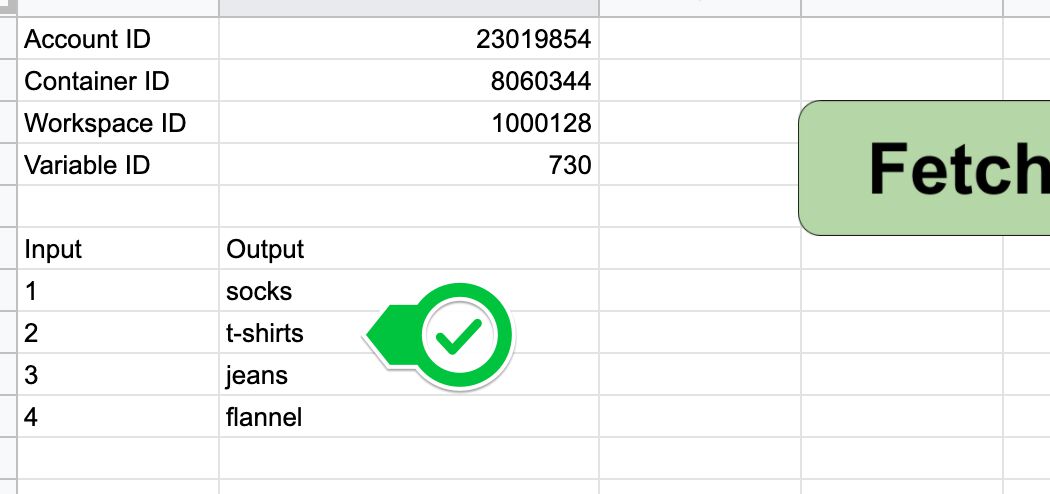 Account ID 23019854
Container ID 8060344
Workspace ID 1000128
Variable ID 730
Fetch
Input Output
1 socks
2 t-shirts
3 jeans
4 flannel